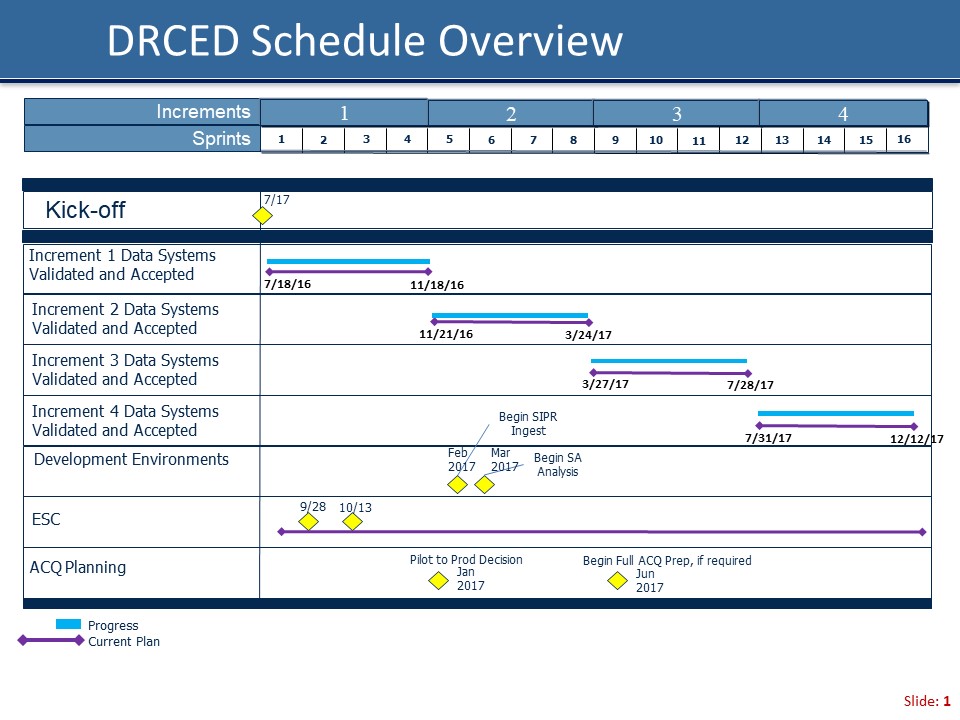 DRCED Schedule Overview
Increments 1 2 3 4
Sprints 1 2 3 4 5 6 7 8 9 10 11 12 13 14 15 16
7/17
Kick-off
Increment 1 Data Systems
Validated and Accepted
7/18/16 11/18/16
Increment 2 Data Systems
Validated and Accepted
11/21/16 3/24/17
Increment 3 Data Systems
Validated and Accepted
3/27/17 7/28/17
Increment 4 Data Systems
Validated and Accepted
7/31/17 12/12/17
Begin SIPR
Ingest
Development Environments
Feb
2017
Mar
2017
Begin SA
Analysis
ESC
9/28 10/13
ACQ Planning
Pilot to Prod Decision
Jan
2017
Begin Full ACQ Prep, if required
Jun
2017
Progress
Current Plan
Slide: 1